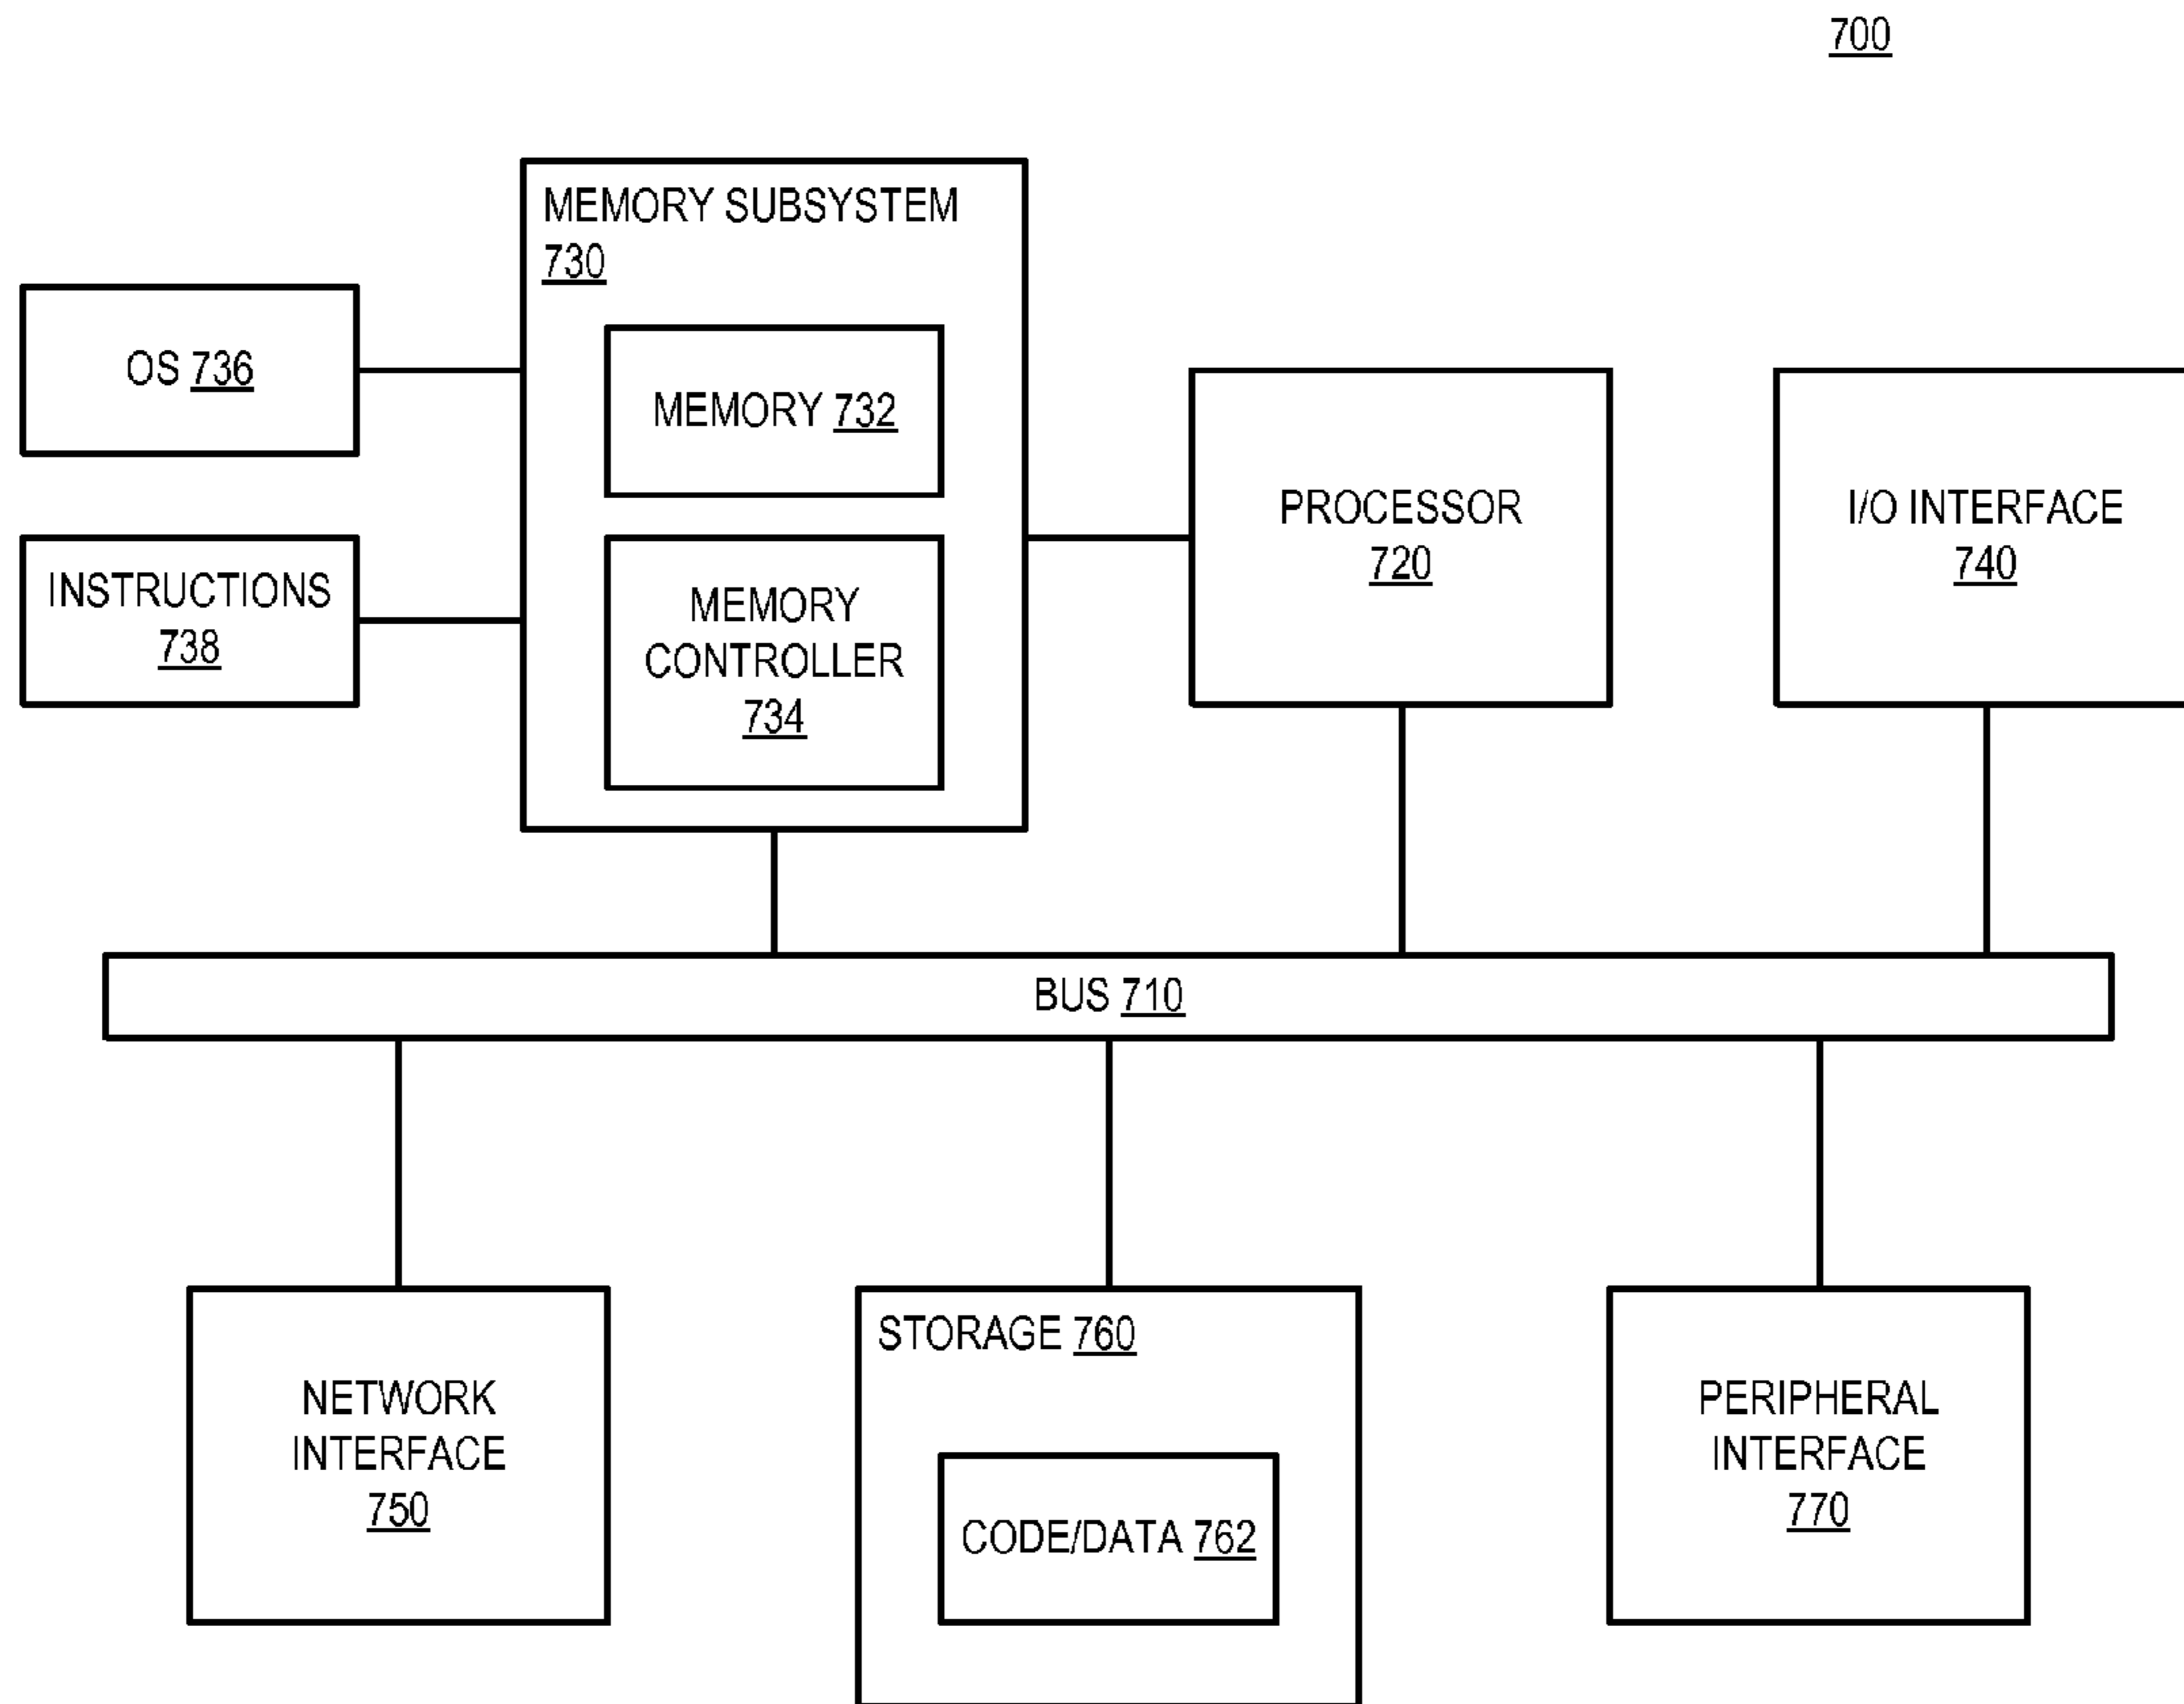 700
MEMORY SUBSYSTEM
730
OS 736
MEMORY 732
INSTRUCTIONS
738
MEMORY
CONTROLLER
734
PROCESSOR
720
I/O INTERFACE
740
BUS 710
NETWORK
INTERFACE
750
STORAGE 760
CODE/DATA 762
PERIPHERAL
INTERFACE
770